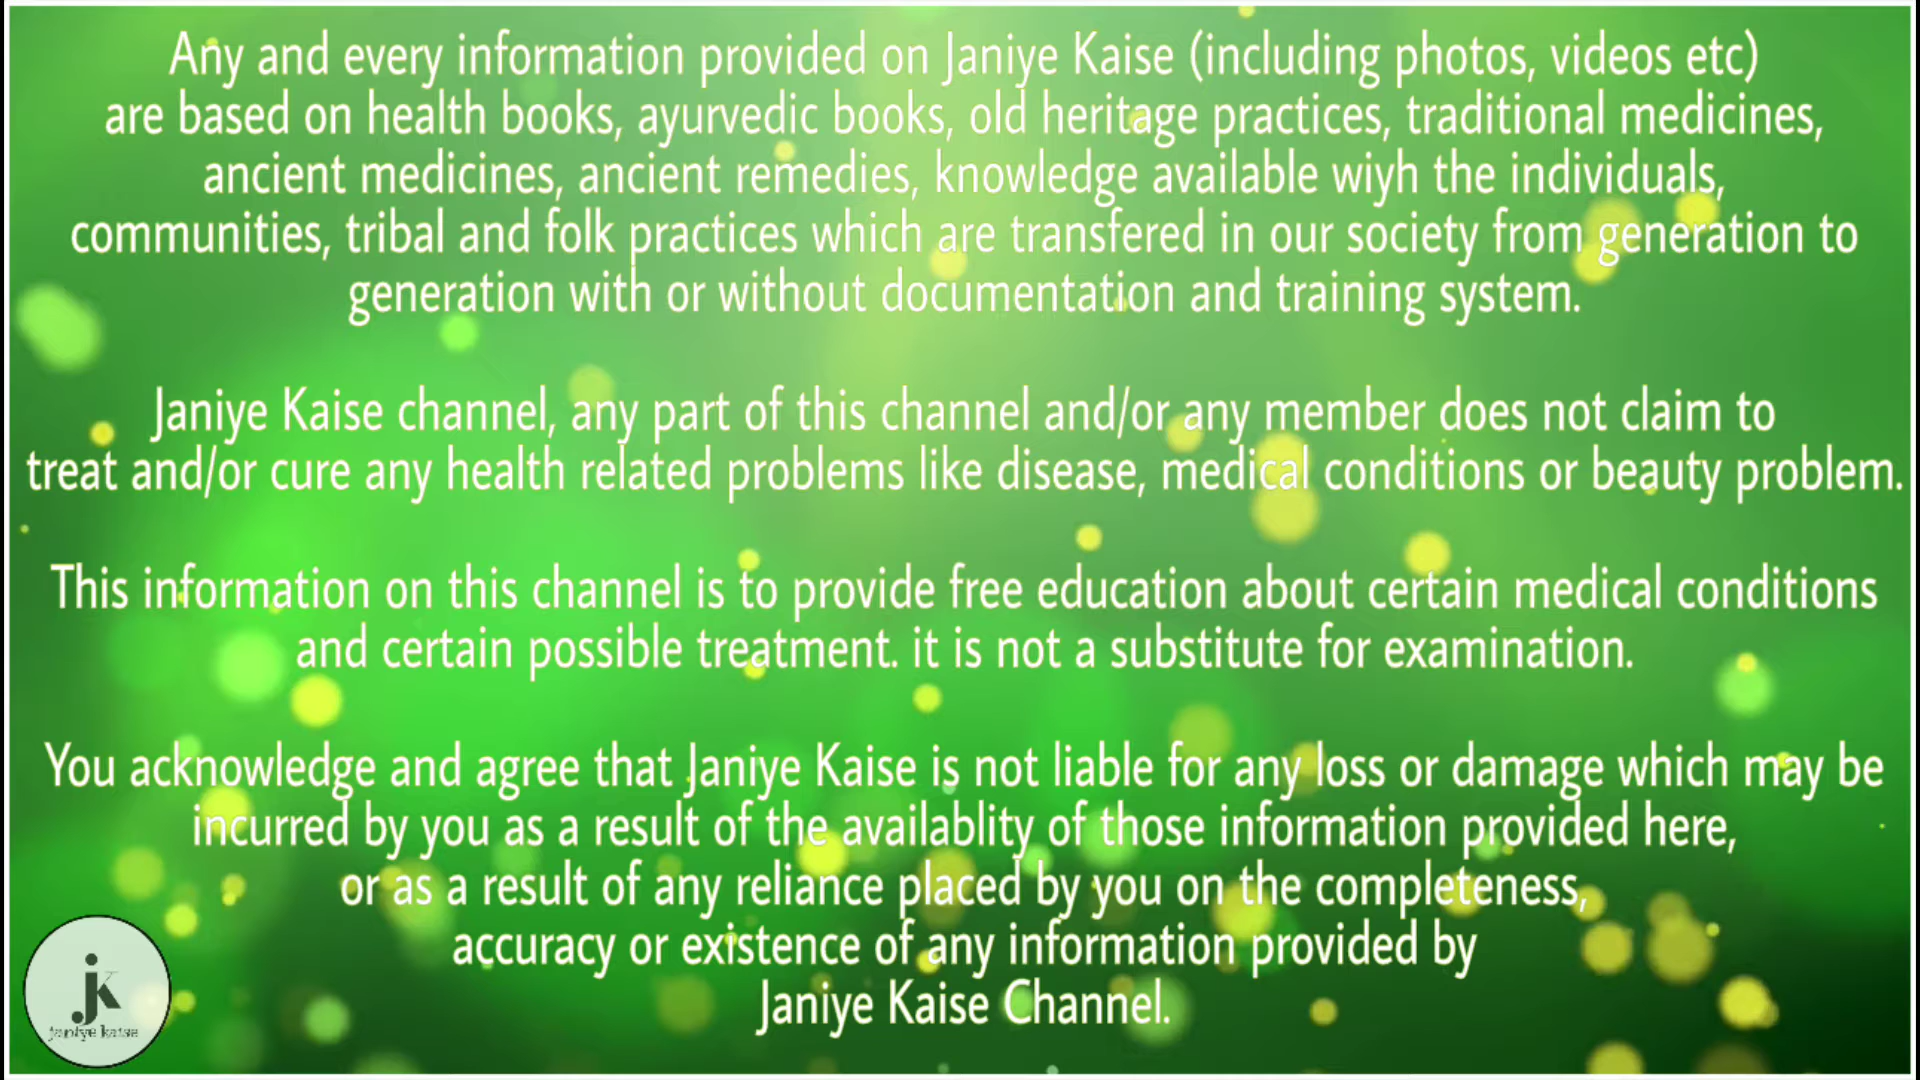 Any and every information provided on Janiye Kaise (including photos, videos etc)
are based on health books, ayurvedic books, old heritage practices, traditional medicines,
ancient medicines, ancient remedies, knowledge available wiyh the individuals,
communities, tribal and folk practices which are transfered in our society from generation to
generation with or without documentation and training system.
Janiye Kaise channel, any part of this channel and/or any member does not claim to
treat and/or cure any health related problems like disease, medical conditions or beauty problem.
This information on this channel is to provide free education about certain medical conditions
and certain possible treatment. it is not a substitute for examination.
You acknowledge and agree that Janiye Kaise is not liable for any loss or damage which may be
incurred by you as a result of the availablity of those information provided here,
or as a result of any reliance placed by you on the completeness,
accuracy or existence of any information provided by
Janiye Kaise Channel.
jk
janiye kaise